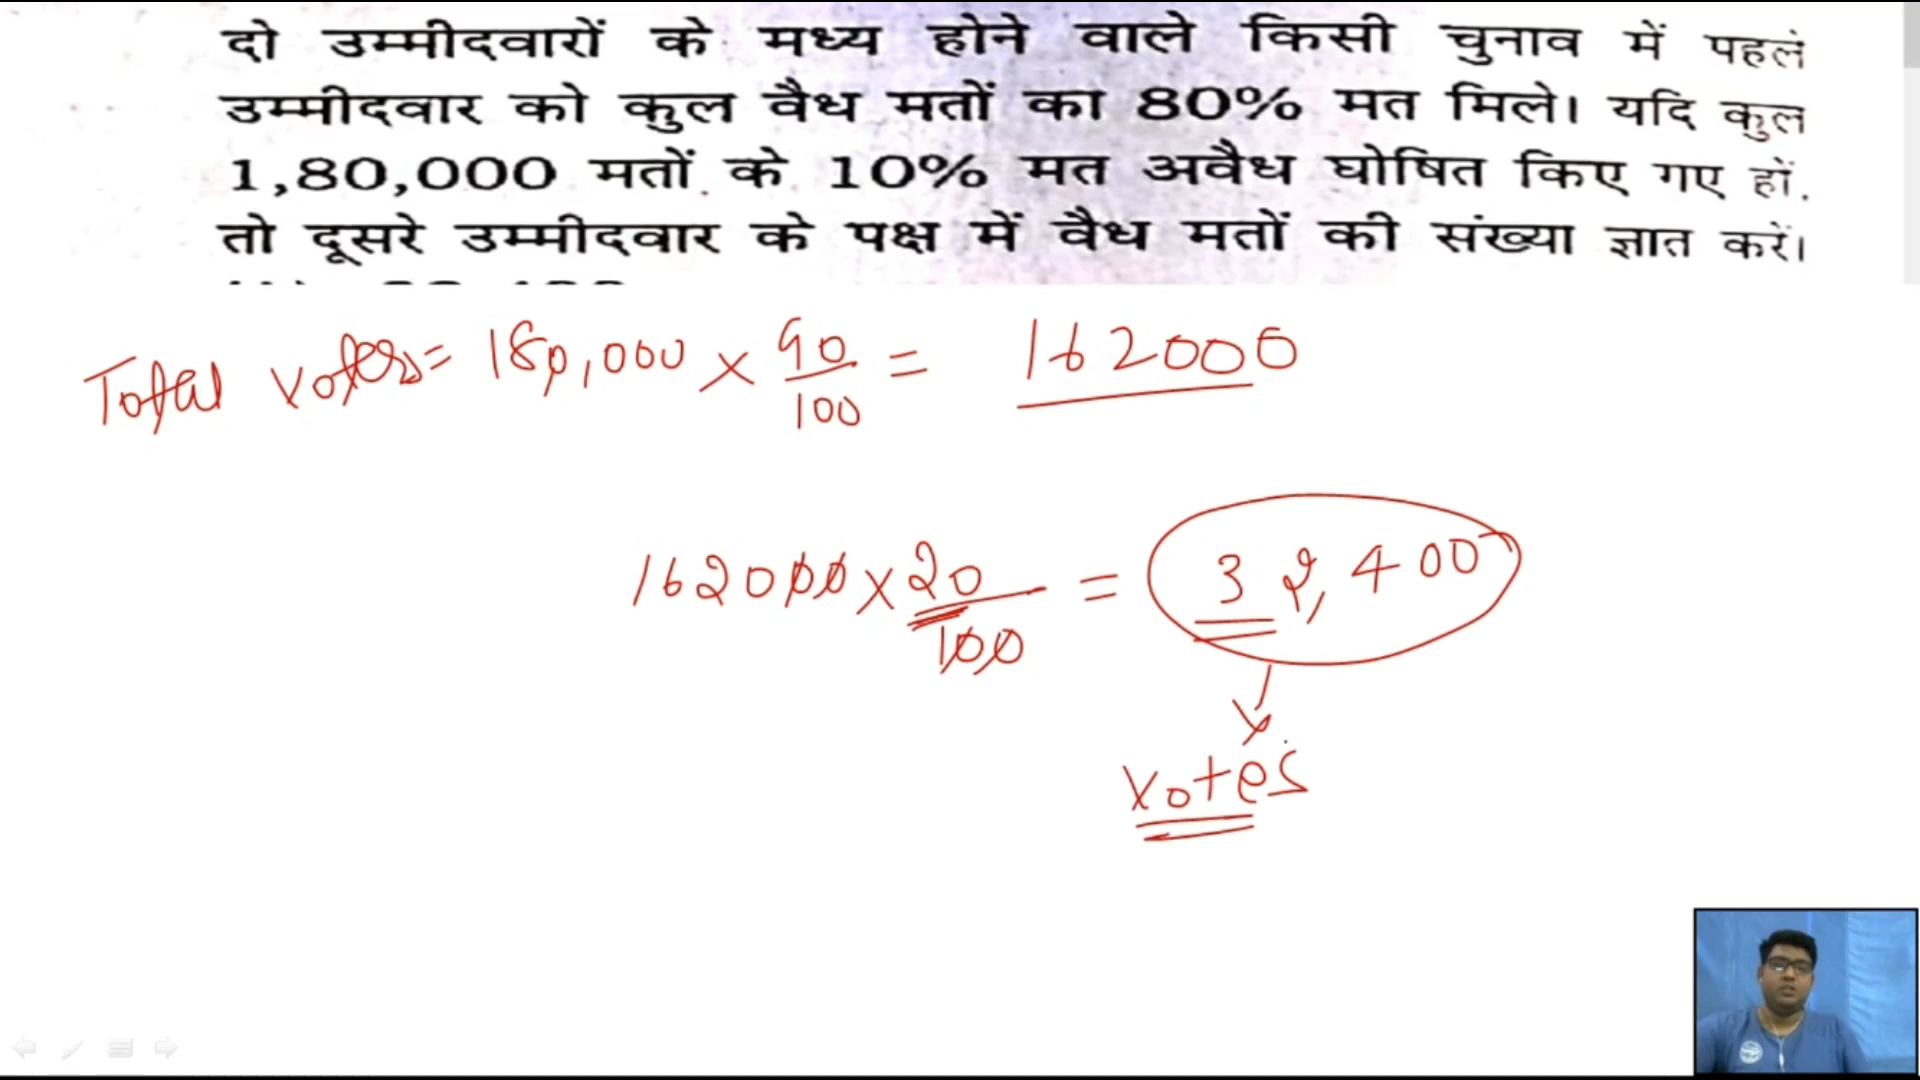 दो उम्मीदवारों के मध्य होने वाले किसी चुनाव में पहले
उम्मीदवार को कुल वैध मतों का 80% मत मिले। यदि कुल
1,80,000 मतों के 10% मत अवैध घोषित किए गए हों.
तो दूसरे उम्मीदवार के पक्ष में वैध मतों की संख्या ज्ञात करें।
Total votes= 180,000 × 90/100 = 162000
162000 × 20/100 = 32,400
votes